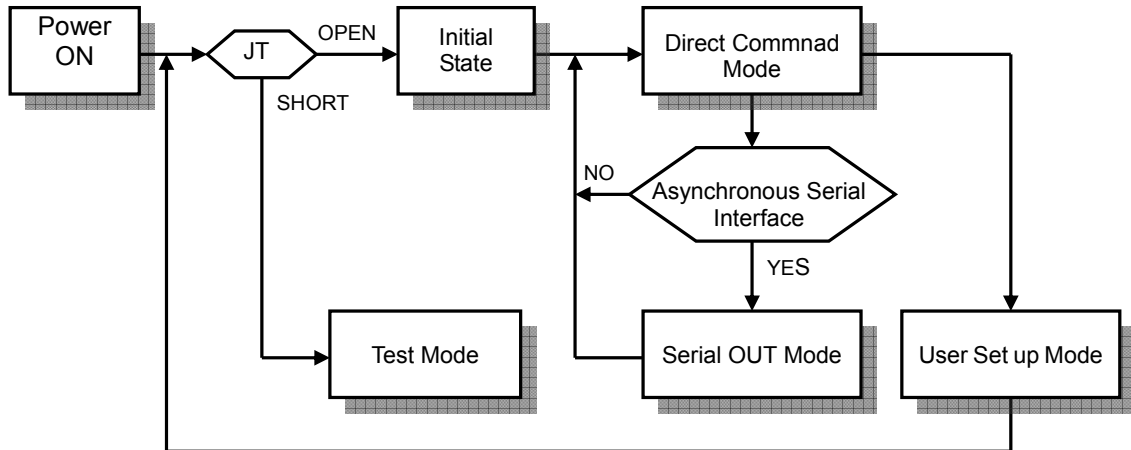 Power
ON
JT
OPEN
SHORT
Initial
State
Direct Commnad
Mode
NO
Asynchronous Serial
Interface
YES
Test Mode
Serial OUT Mode
User Set up Mode